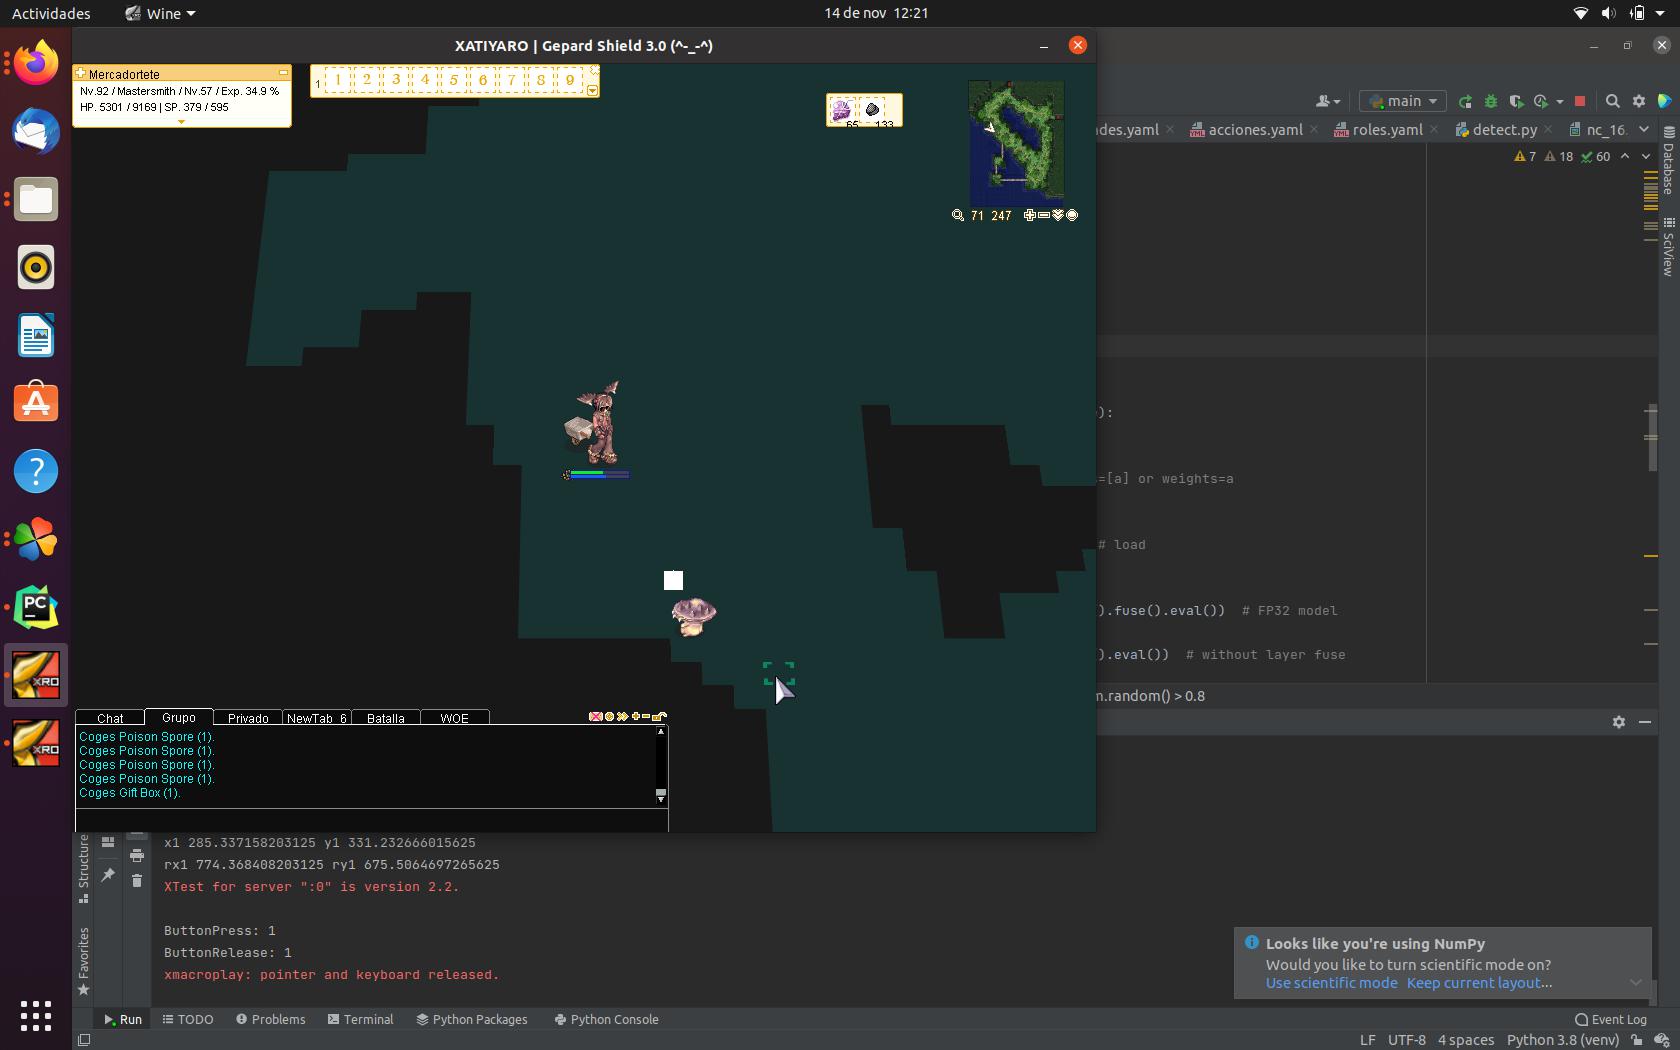 Actividades
Wine
14 de nov 12:21
XATIYARO | Gepard Shield 3.0 (^-_-^)
Mercadortete
Nv.92 / Mastersmith / Nv.57 / Exp. 34.9 %
HP. 5301 / 9169 | SP. 379 / 595
1 1 2 3 4 5 6 7 8 9
65 133
71 247
main
des.yaml
acciones.yaml
roles.yaml
detect.py
nc_16.
7 18 60
Database
SciView
):
=[a] or weights=a
# load
).fuse().eval()) # FP32 model
).eval()) # without layer fuse
m.random() > 0.8
PC
XRO
XRO
Chat Grupo Privado NewTab 6 Batalla WOE
Coges Poison Spore (1).
Coges Poison Spore (1).
Coges Poison Spore (1).
Coges Poison Spore (1).
Coges Gift Box (1).
x1 285.337158203125 y1 331.232666015625
rx1 774.368408203125 ry1 675.5064697265625
XTest for server ":0" is version 2.2.
ButtonPress: 1
ButtonRelease: 1
xmacroplay: pointer and keyboard released.
Structure
Favorites
Looks like you're using NumPy
Would you like to turn scientific mode on?
Use scientific mode Keep current layout...
Run TODO Problems Terminal Python Packages Python Console
Event Log
LF UTF-8 4 spaces Python 3.8 (venv)